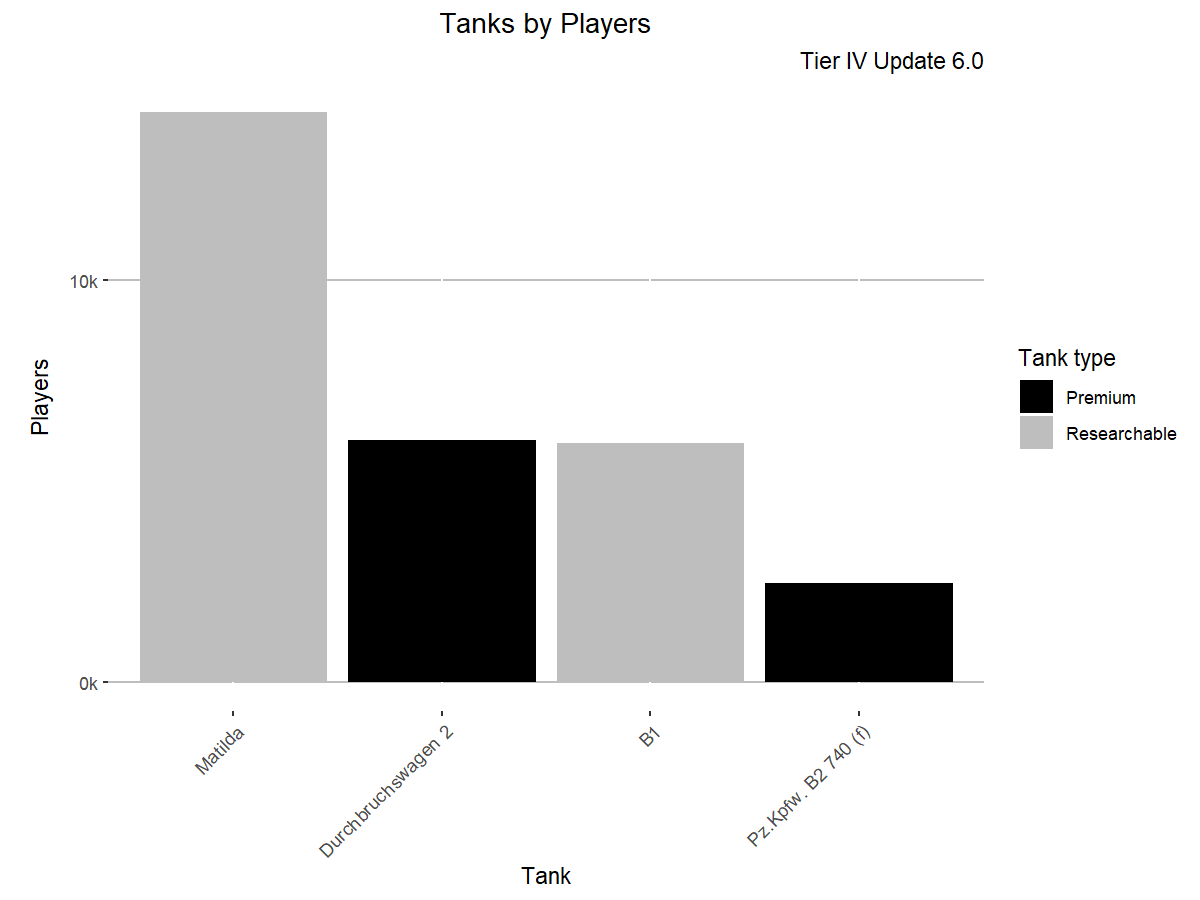 Tanks by Players
Tier IV Update 6.0
10k
0k
Players
Matilda
Durchbruchswagen 2
B1
Pz.Kpfw. B2 740 (f)
Tank
Tank type
Premium
Researchable